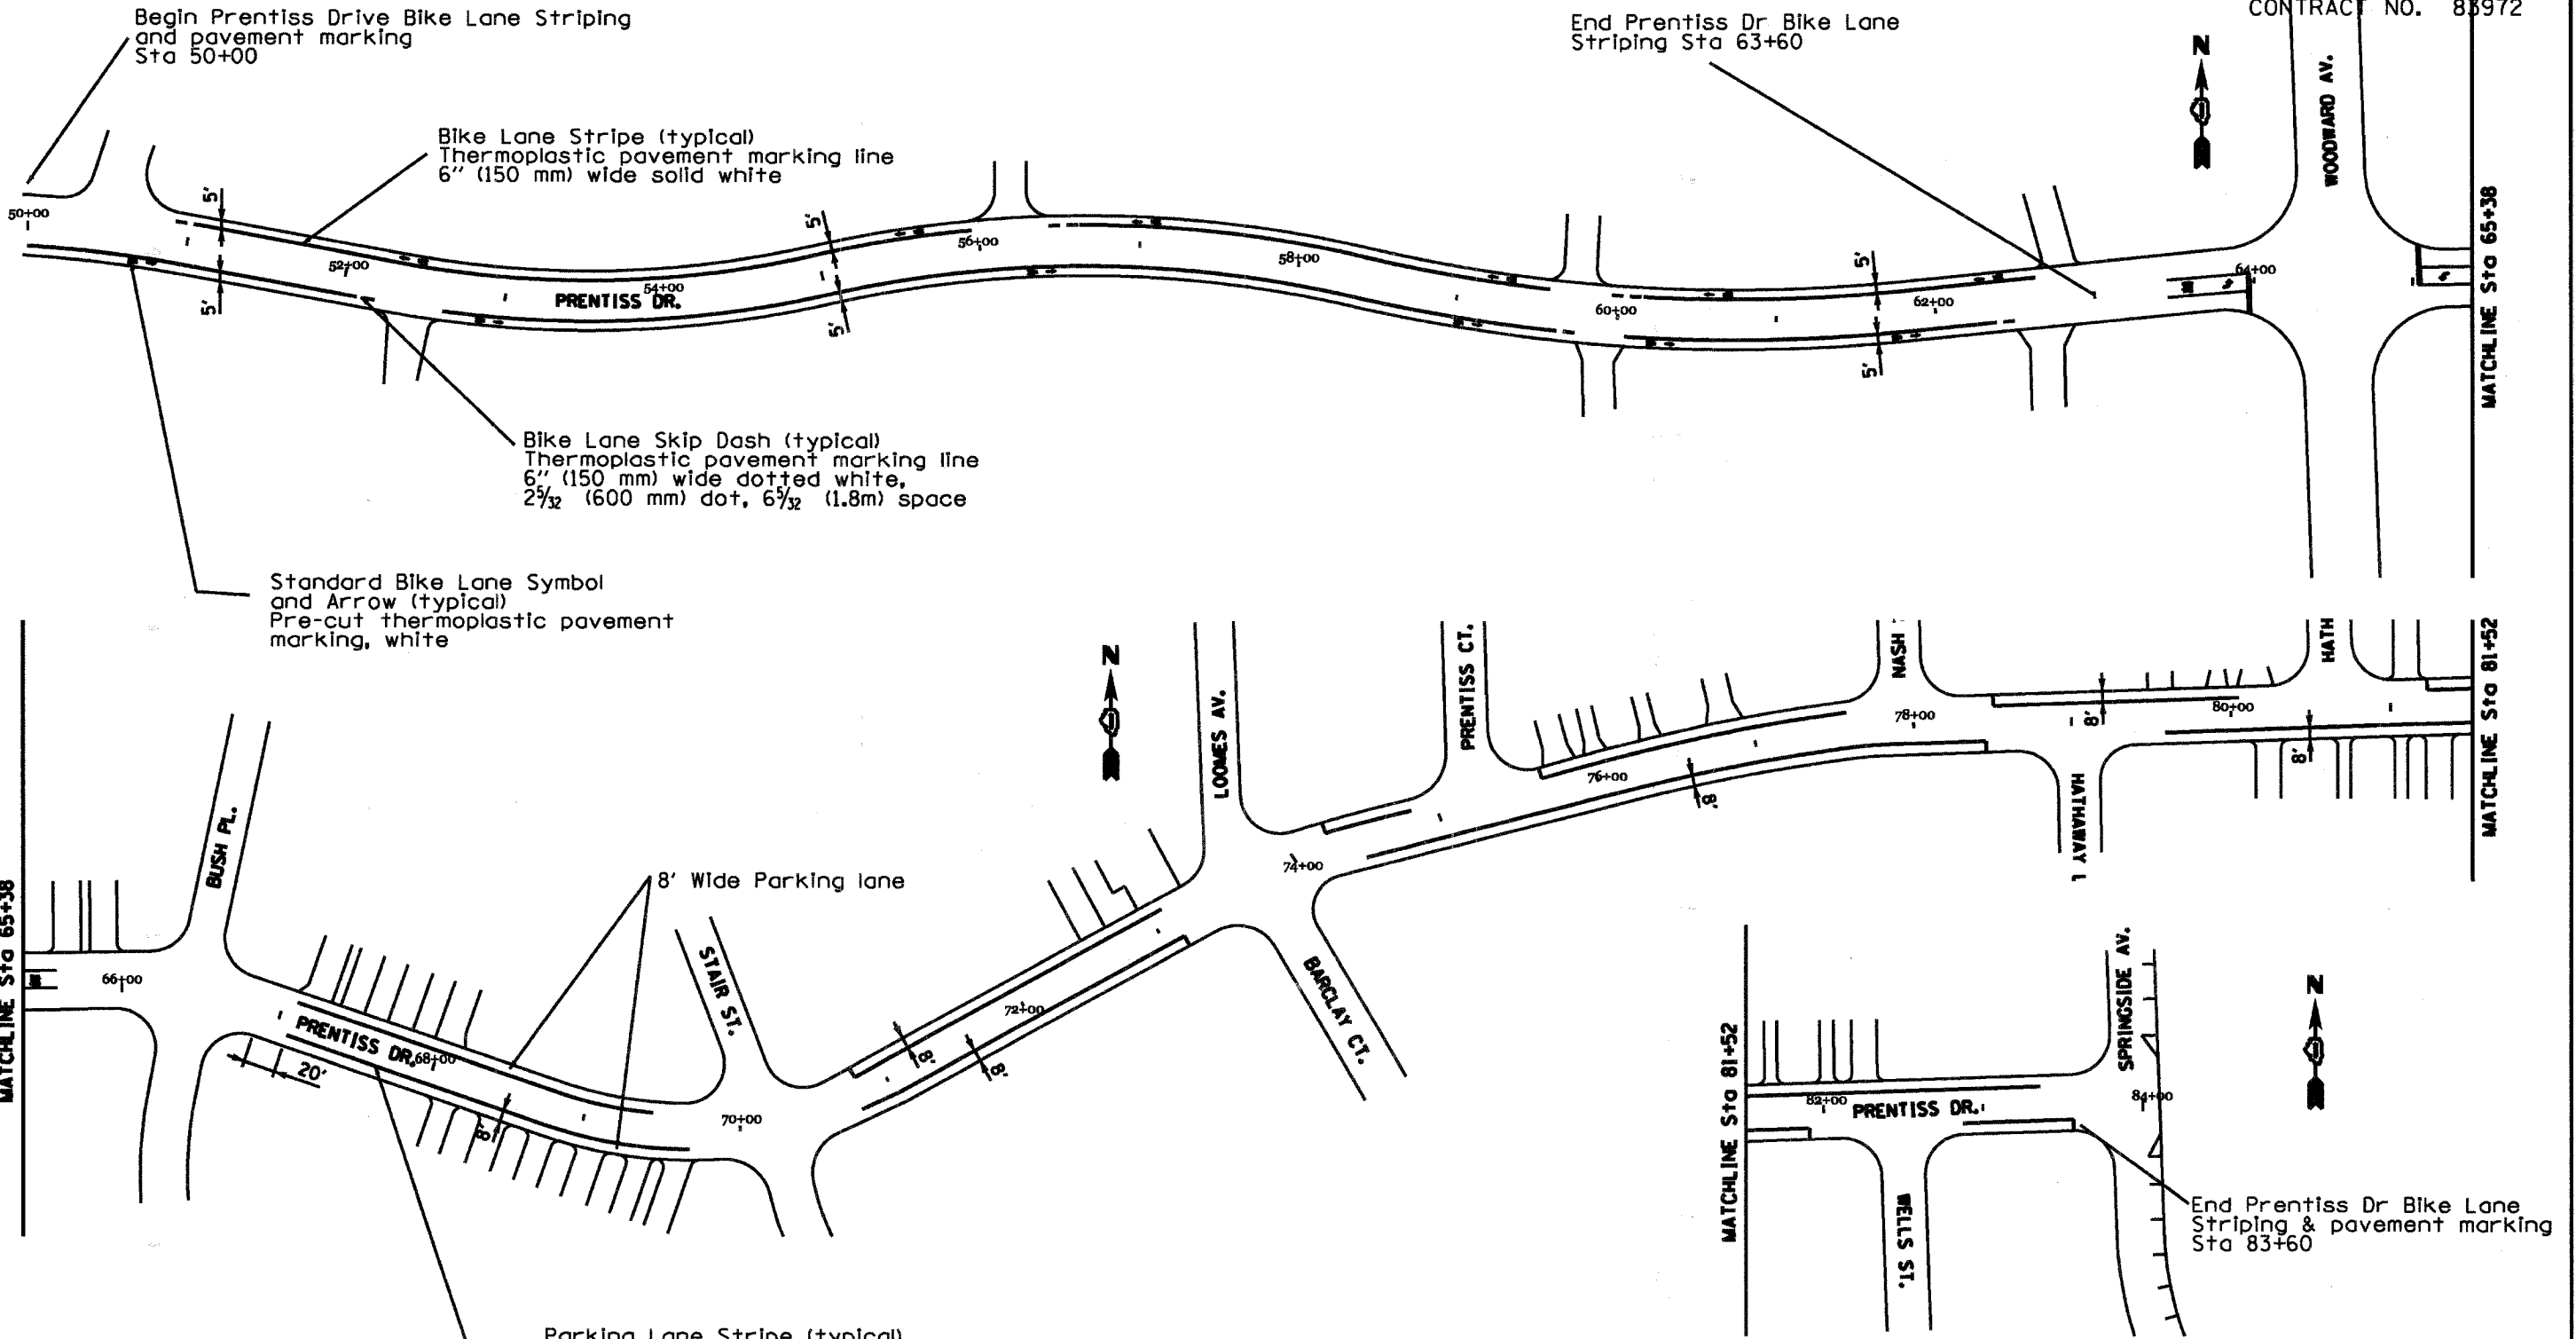 CONTRACT NO. 83972
Begin Prentiss Drive Bike Lane Striping
and pavement marking
Sta 50+00
End Prentiss Dr Bike Lane
Striping Sta 63+60
N
WOODWARD AV.
Bike Lane Stripe (typical)
Thermoplastic pavement marking line
6" (150 mm) wide solid white
5'
5'
5'
5'
5'
5'
50+00
52+00
54+00
56+00
58+00
60+00
62+00
64+00
PRENTISS DR.
MATCHLINE Sta 65+38
Bike Lane Skip Dash (typical)
Thermoplastic pavement marking line
6" (150 mm) wide dotted white,
2 5/32 (600 mm) dot, 6 5/32 (1.8m) space
Standard Bike Lane Symbol
and Arrow (typical)
Pre-cut thermoplastic pavement
marking, white
MATCHLINE Sta 65+38
BUSH PL.
66+00
PRENTISS DR.
68+00
20'
8'
8' Wide Parking lane
STAIR ST.
70+00
8'
8'
72+00
N
LOOMES AV.
74+00
BARCLAY CT.
PRENTISS CT.
76+00
8'
NASH
78+00
HATHAWAY
8'
80+00
8'
HATH
MATCHLINE Sta 81+52
MATCHLINE Sta 81+52
82+00
PRENTISS DR.
WELLS ST.
SPRINGSIDE AV.
84+00
N
End Prentiss Dr Bike Lane
Striping & pavement marking
Sta 83+60
Parking Lane Stripe (typical)